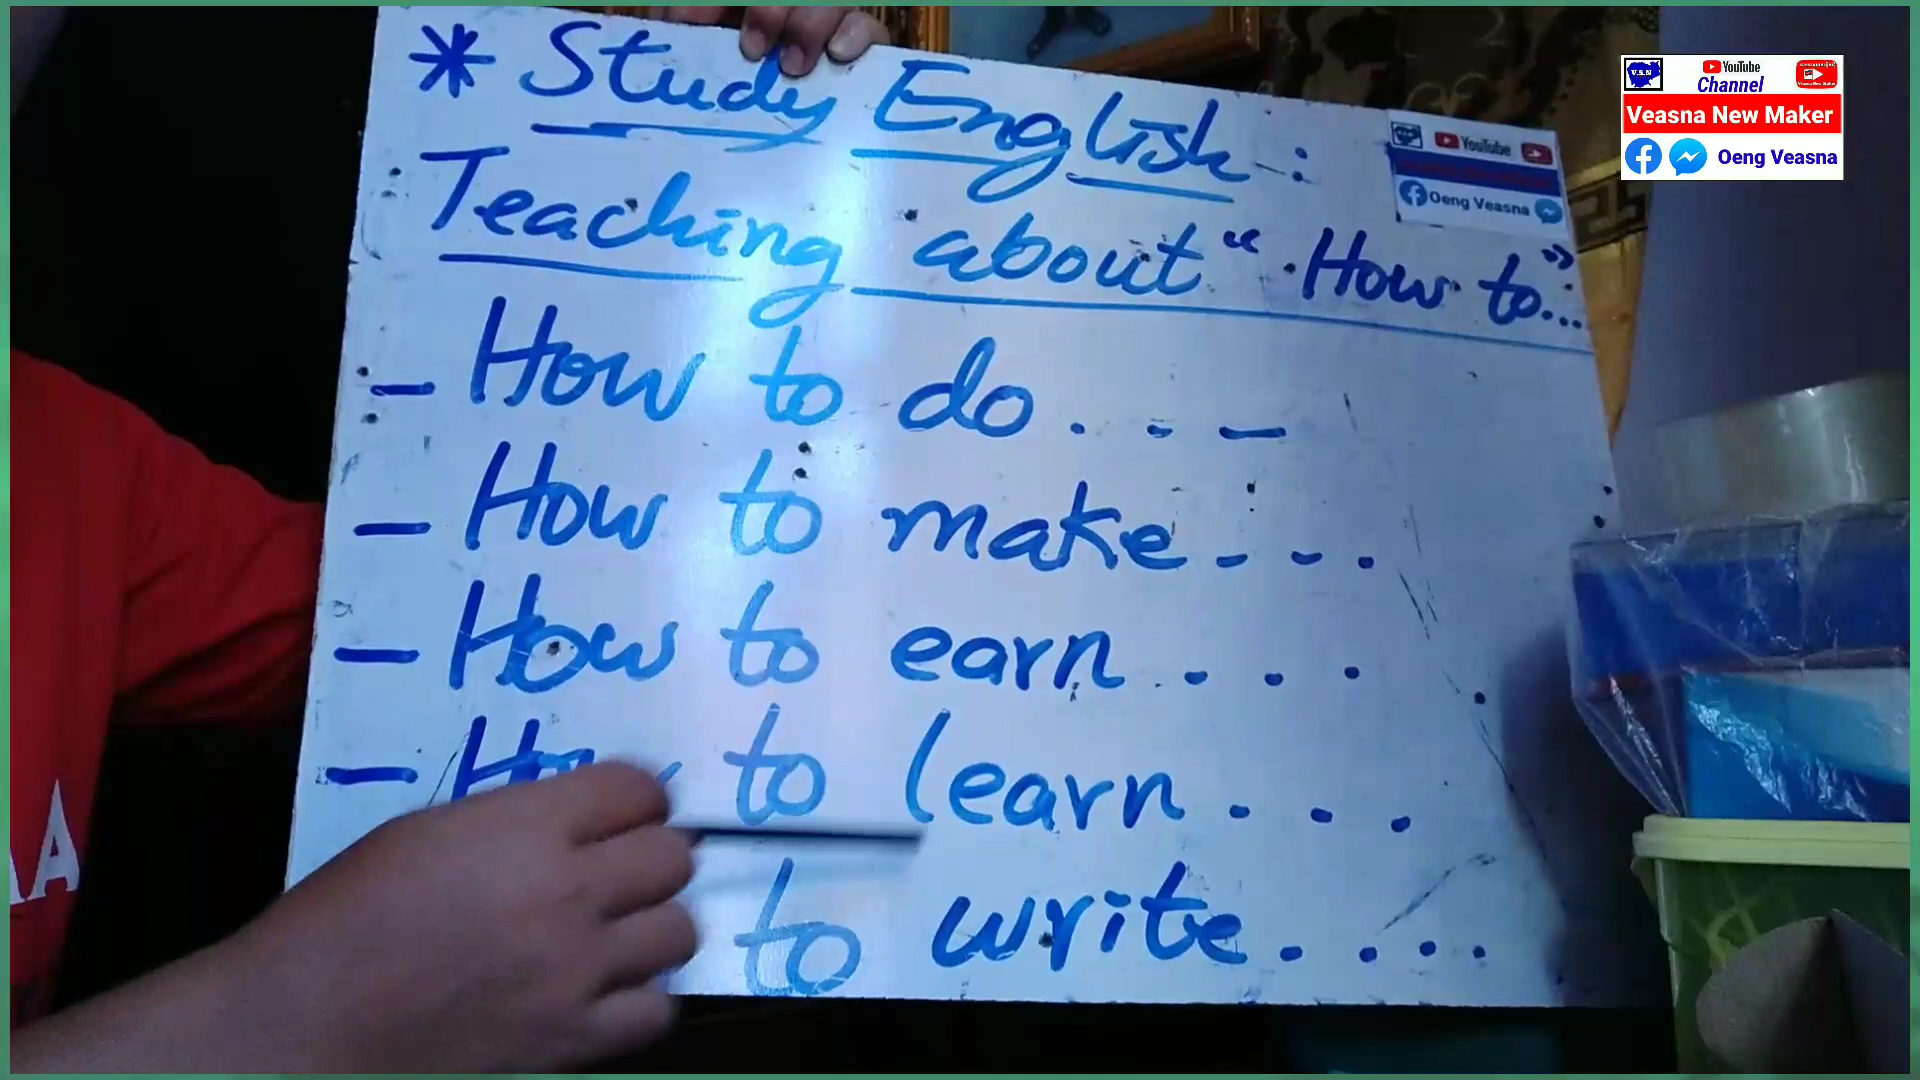 * Study English :
Teaching about "How to..."
- How to do...
- How to make...
- How to earn...
- How to learn...
to write....
YouTube
Oeng Veasna
V.S.N
YouTube
Channel
Veasna New Maker
Oeng Veasna
A